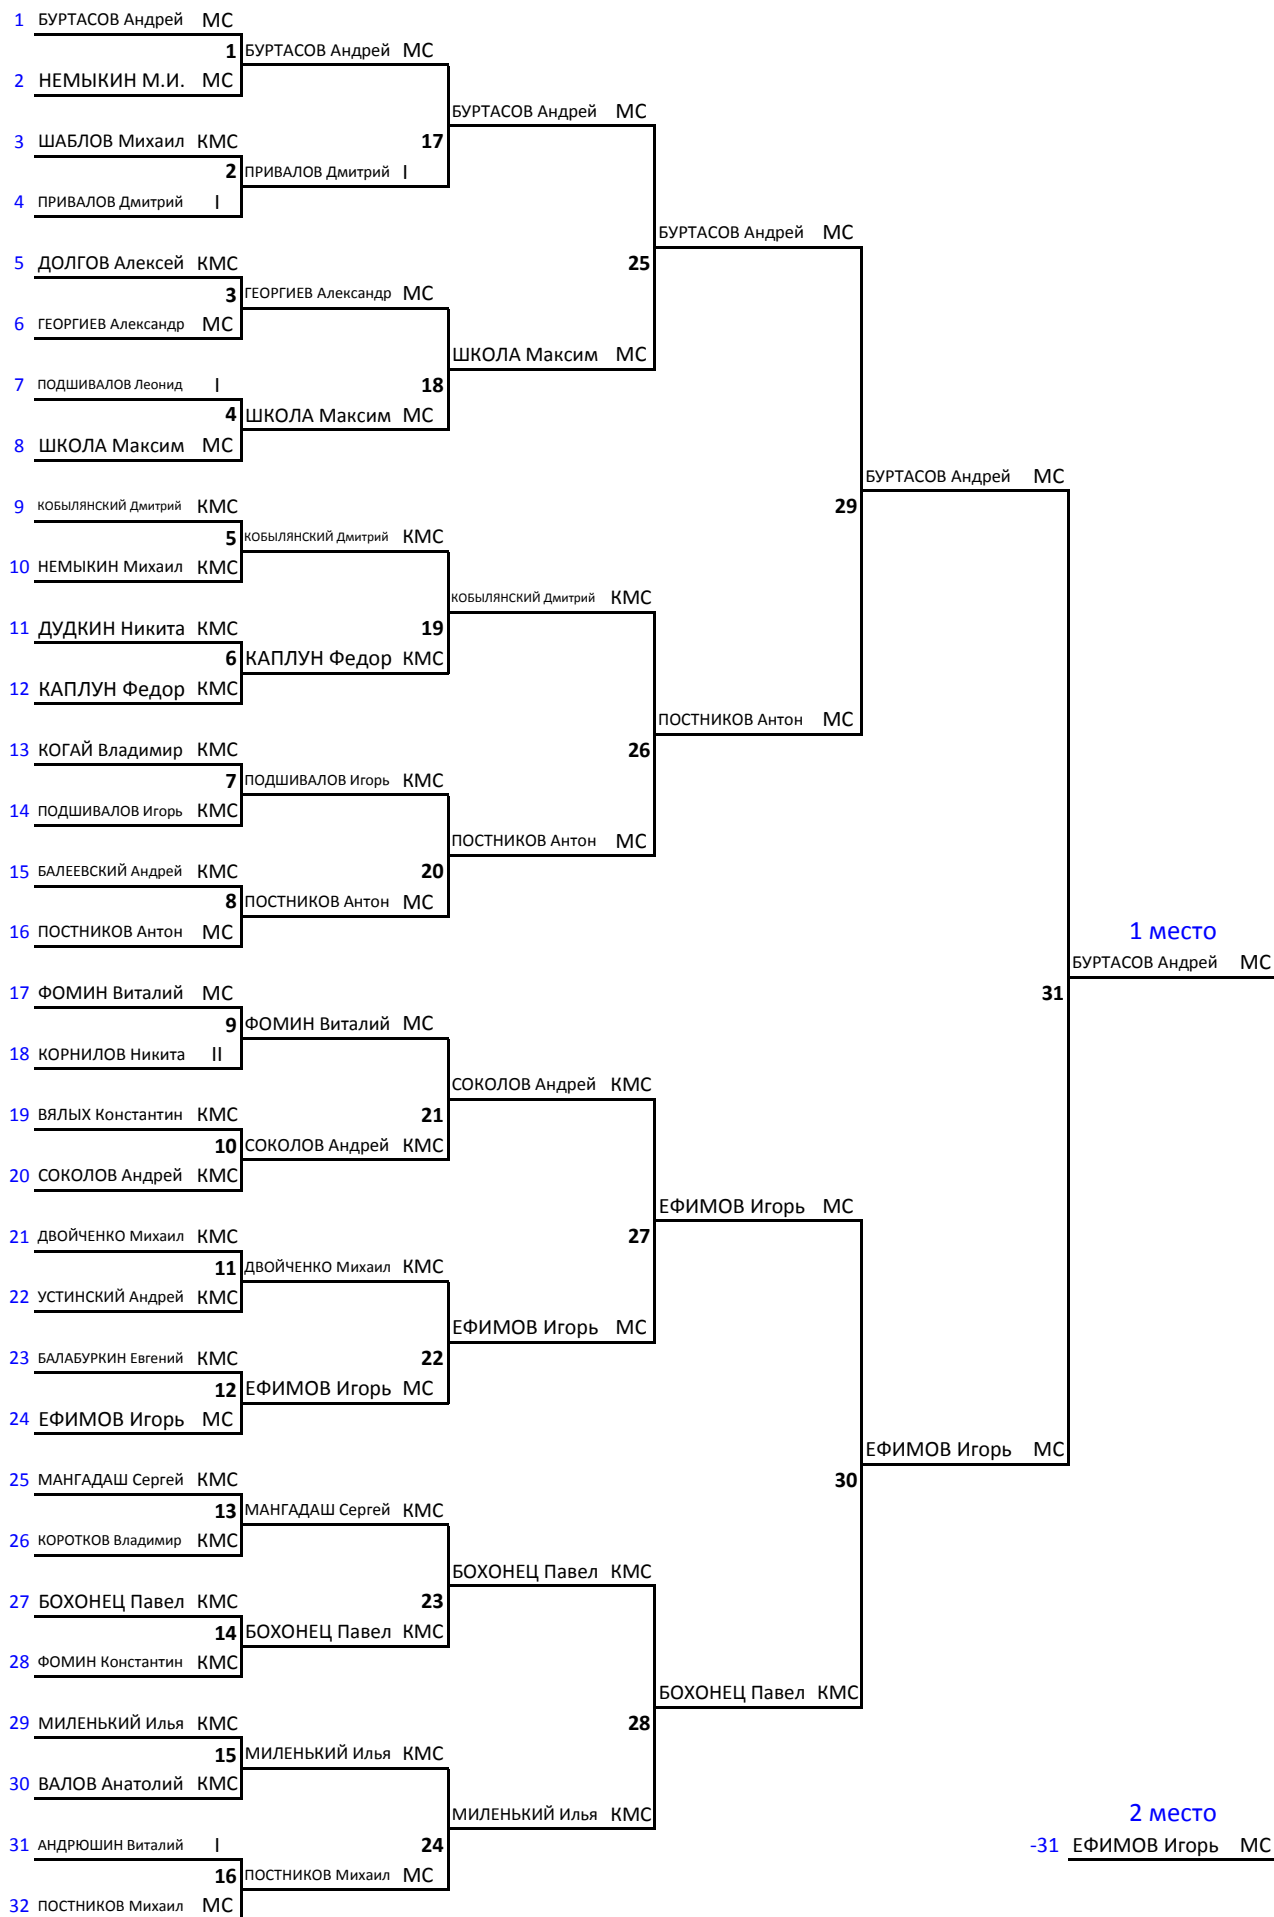 1 БУРТАСОВ Андрей МС
1 БУРТАСОВ Андрей МС
2 НЕМЫКИН М.И. МС
БУРТАСОВ Андрей МС
3 ШАБЛОВ Михаил КМС 17
2 ПРИВАЛОВ Дмитрий I
4 ПРИВАЛОВ Дмитрий I
БУРТАСОВ Андрей МС
5 ДОЛГОВ Алексей КМС 25
3 ГЕОРГИЕВ Александр МС
6 ГЕОРГИЕВ Александр МС
ШКОЛА Максим МС
7 ПОДШИВАЛОВ Леонид I 18
4 ШКОЛА Максим МС
8 ШКОЛА Максим МС
БУРТАСОВ Андрей МС
9 КОБЫЛЯНСКИЙ Дмитрий КМС 29
5 КОБЫЛЯНСКИЙ Дмитрий КМС
10 НЕМЫКИН Михаил КМС
КОБЫЛЯНСКИЙ Дмитрий КМС
11 ДУДКИН Никита КМС 19
6 КАПЛУН Федор КМС
12 КАПЛУН Федор КМС
ПОСТНИКОВ Антон МС
13 КОГАЙ Владимир КМС 26
7 ПОДШИВАЛОВ Игорь КМС
14 ПОДШИВАЛОВ Игорь КМС
ПОСТНИКОВ Антон МС
15 БАЛЕЕВСКИЙ Андрей КМС 20
8 ПОСТНИКОВ Антон МС
16 ПОСТНИКОВ Антон МС 1 место
БУРТАСОВ Андрей МС
17 ФОМИН Виталий МС 31
9 ФОМИН Виталий МС
18 КОРНИЛОВ Никита II
СОКОЛОВ Андрей КМС
19 ВЯЛЫХ Константин КМС 21
10 СОКОЛОВ Андрей КМС
20 СОКОЛОВ Андрей КМС
ЕФИМОВ Игорь МС
21 ДВОЙЧЕНКО Михаил КМС 27
11 ДВОЙЧЕНКО Михаил КМС
22 УСТИНСКИЙ Андрей КМС
ЕФИМОВ Игорь МС
23 БАЛАБУРКИН Евгений КМС 22
12 ЕФИМОВ Игорь МС
24 ЕФИМОВ Игорь МС
ЕФИМОВ Игорь МС
25 МАНГАДАШ Сергей КМС 30
13 МАНГАДАШ Сергей КМС
26 КОРОТКОВ Владимир КМС
БОХОНЕЦ Павел КМС
27 БОХОНЕЦ Павел КМС 23
14 БОХОНЕЦ Павел КМС
28 ФОМИН Константин КМС
БОХОНЕЦ Павел КМС
29 МИЛЕНЬКИЙ Илья КМС 28
15 МИЛЕНЬКИЙ Илья КМС
30 ВАЛОВ Анатолий КМС
МИЛЕНЬКИЙ Илья КМС 2 место
31 АНДРЮШИН Виталий I 24 -31 ЕФИМОВ Игорь МС
16 ПОСТНИКОВ Михаил МС
32 ПОСТНИКОВ Михаил МС